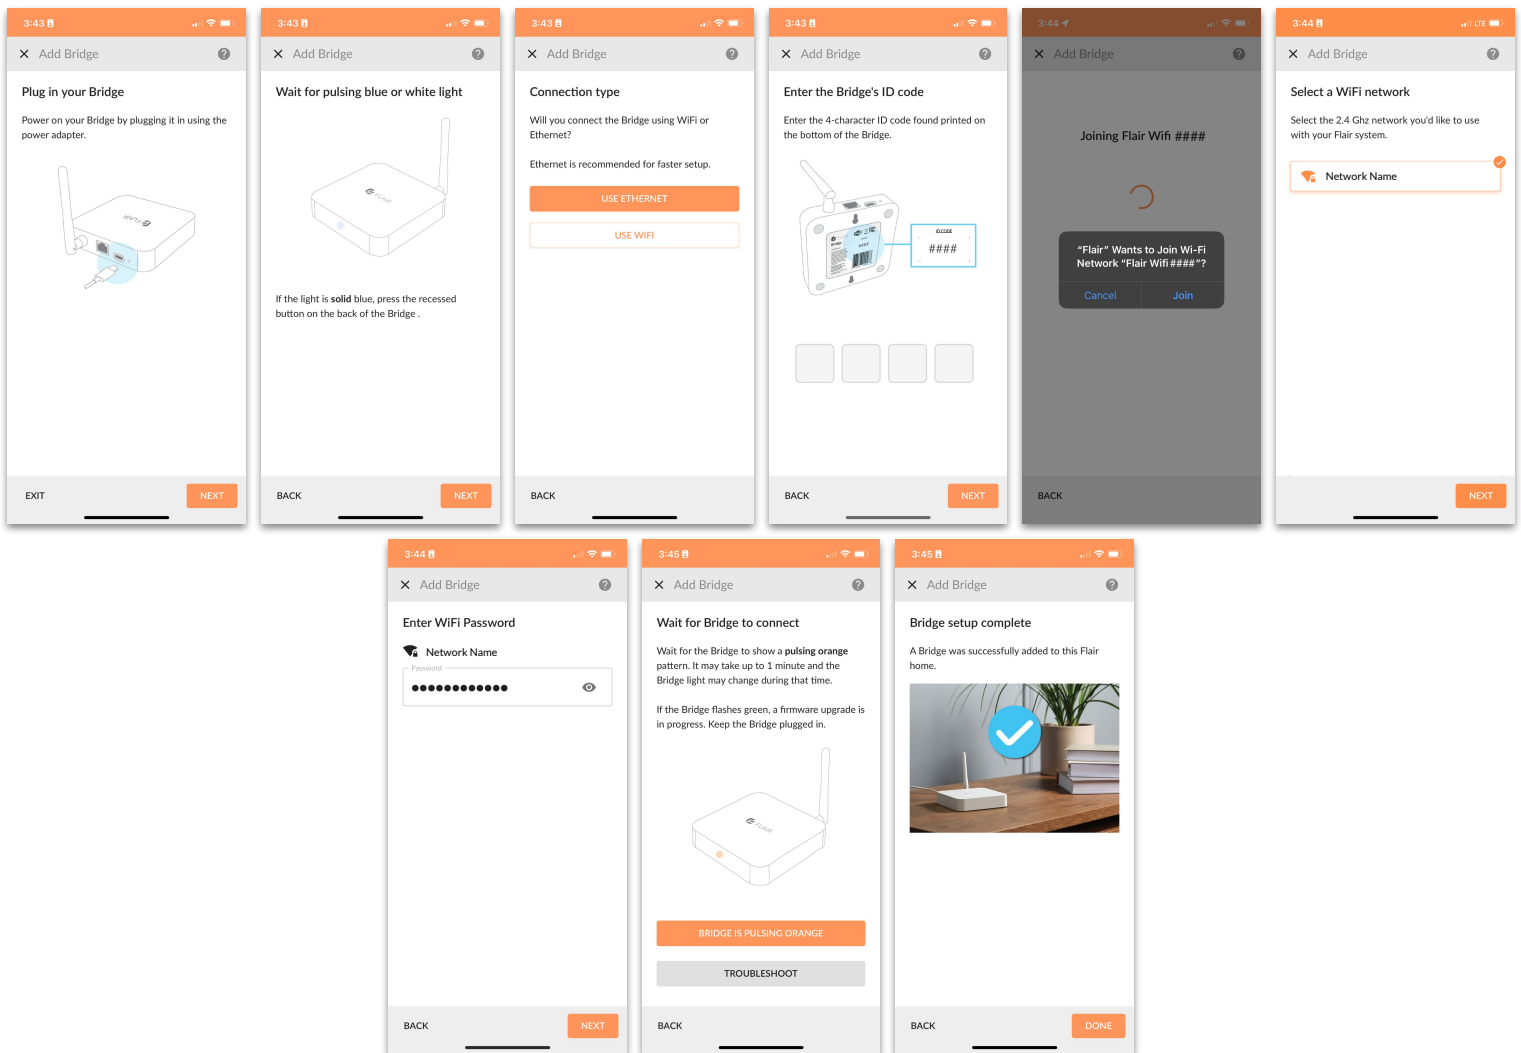 3:43
Add Bridge
Plug in your Bridge
Power on your Bridge by plugging it in using the
power adapter.
FLAIR
EXIT
NEXT
3:43
Add Bridge
Wait for pulsing blue or white light
FLAIR
If the light is solid blue, press the recessed
button on the back of the Bridge .
BACK
NEXT
3:43
Add Bridge
Connection type
Will you connect the Bridge using WiFi or
Ethernet?
Ethernet is recommended for faster setup.
USE ETHERNET
USE WIFI
BACK
3:43
Add Bridge
Enter the Bridge's ID code
Enter the 4-character ID code found printed on
the bottom of the Bridge.
Bridge
####
ID CODE
####
BACK
NEXT
3:44
Add Bridge
Joining Flair Wifi ####
“Flair” Wants to Join Wi-Fi
Network “Flair Wifi ####”?
Cancel
Join
BACK
3:44
LTE
Add Bridge
Select a WiFi network
Select the 2.4 Ghz network you'd like to use
with your Flair system.
Network Name
NEXT
3:44
Add Bridge
Enter WiFi Password
Network Name
Password
●●●●●●●●●●●●
BACK
NEXT
3:45
Add Bridge
Wait for Bridge to connect
Wait for the Bridge to show a pulsing orange
pattern. It may take up to 1 minute and the
Bridge light may change during that time.
If the Bridge flashes green, a firmware upgrade is
in progress. Keep the Bridge plugged in.
FLAIR
BRIDGE IS PULSING ORANGE
TROUBLESHOOT
BACK
3:45
Add Bridge
Bridge setup complete
A Bridge was successfully added to this Flair
home.
BACK
DONE